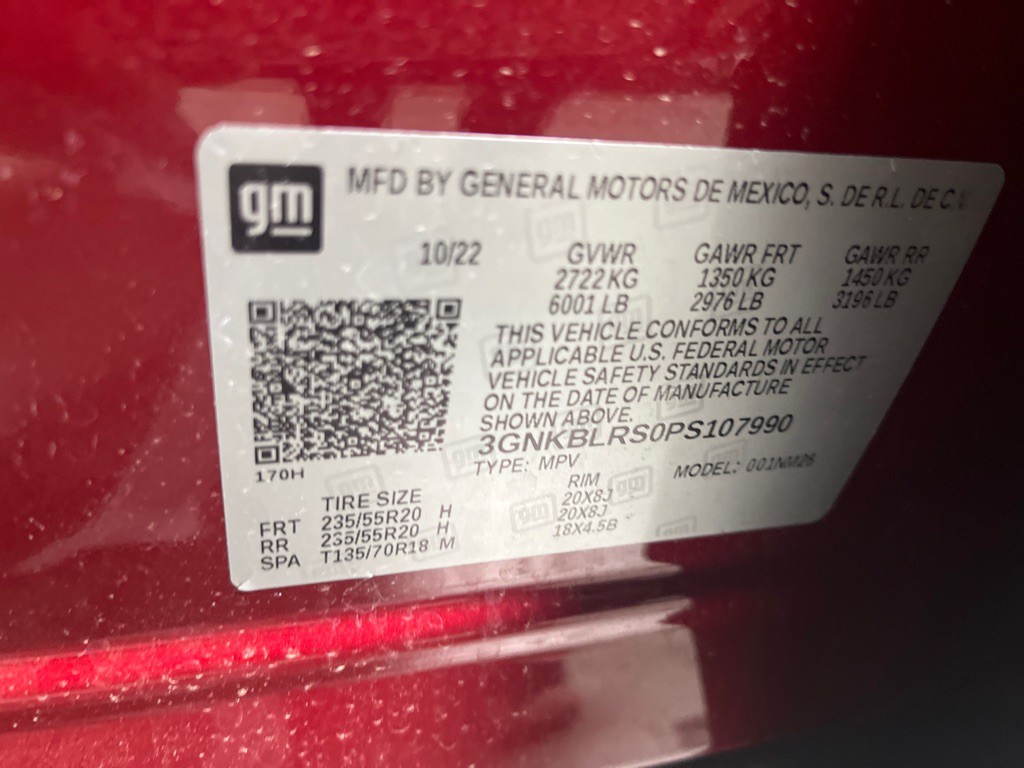 gm
MFD BY GENERAL MOTORS DE MEXICO, S. DE R.L. DE C.V
10/22 GVWR GAWR FRT GAWR RR
2722 KG 1350 KG 1450 KG
6001 LB 2976 LB 3196 LB
THIS VEHICLE CONFORMS TO ALL
APPLICABLE U.S. FEDERAL MOTOR
VEHICLE SAFETY STANDARDS IN EFFECT
ON THE DATE OF MANUFACTURE
SHOWN ABOVE.
3GNKBLRS0PS107990
TYPE: MPV MODEL: 001NM26
170H
TIRE SIZE RIM
FRT 235/55R20 H 20X8J
RR 235/55R20 H 20X8J
SPA T135/70R18 M 18X4.5B